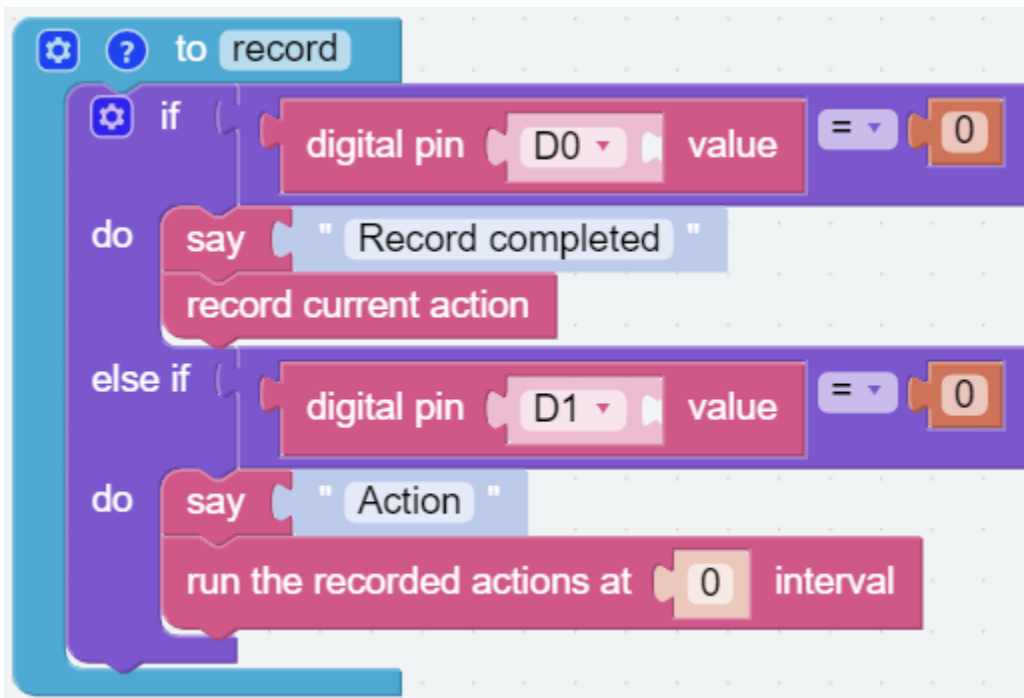 ? to record
if digital pin D0 value = 0
do say " Record completed "
record current action
else if digital pin D1 value = 0
do say " Action "
run the recorded actions at 0 interval